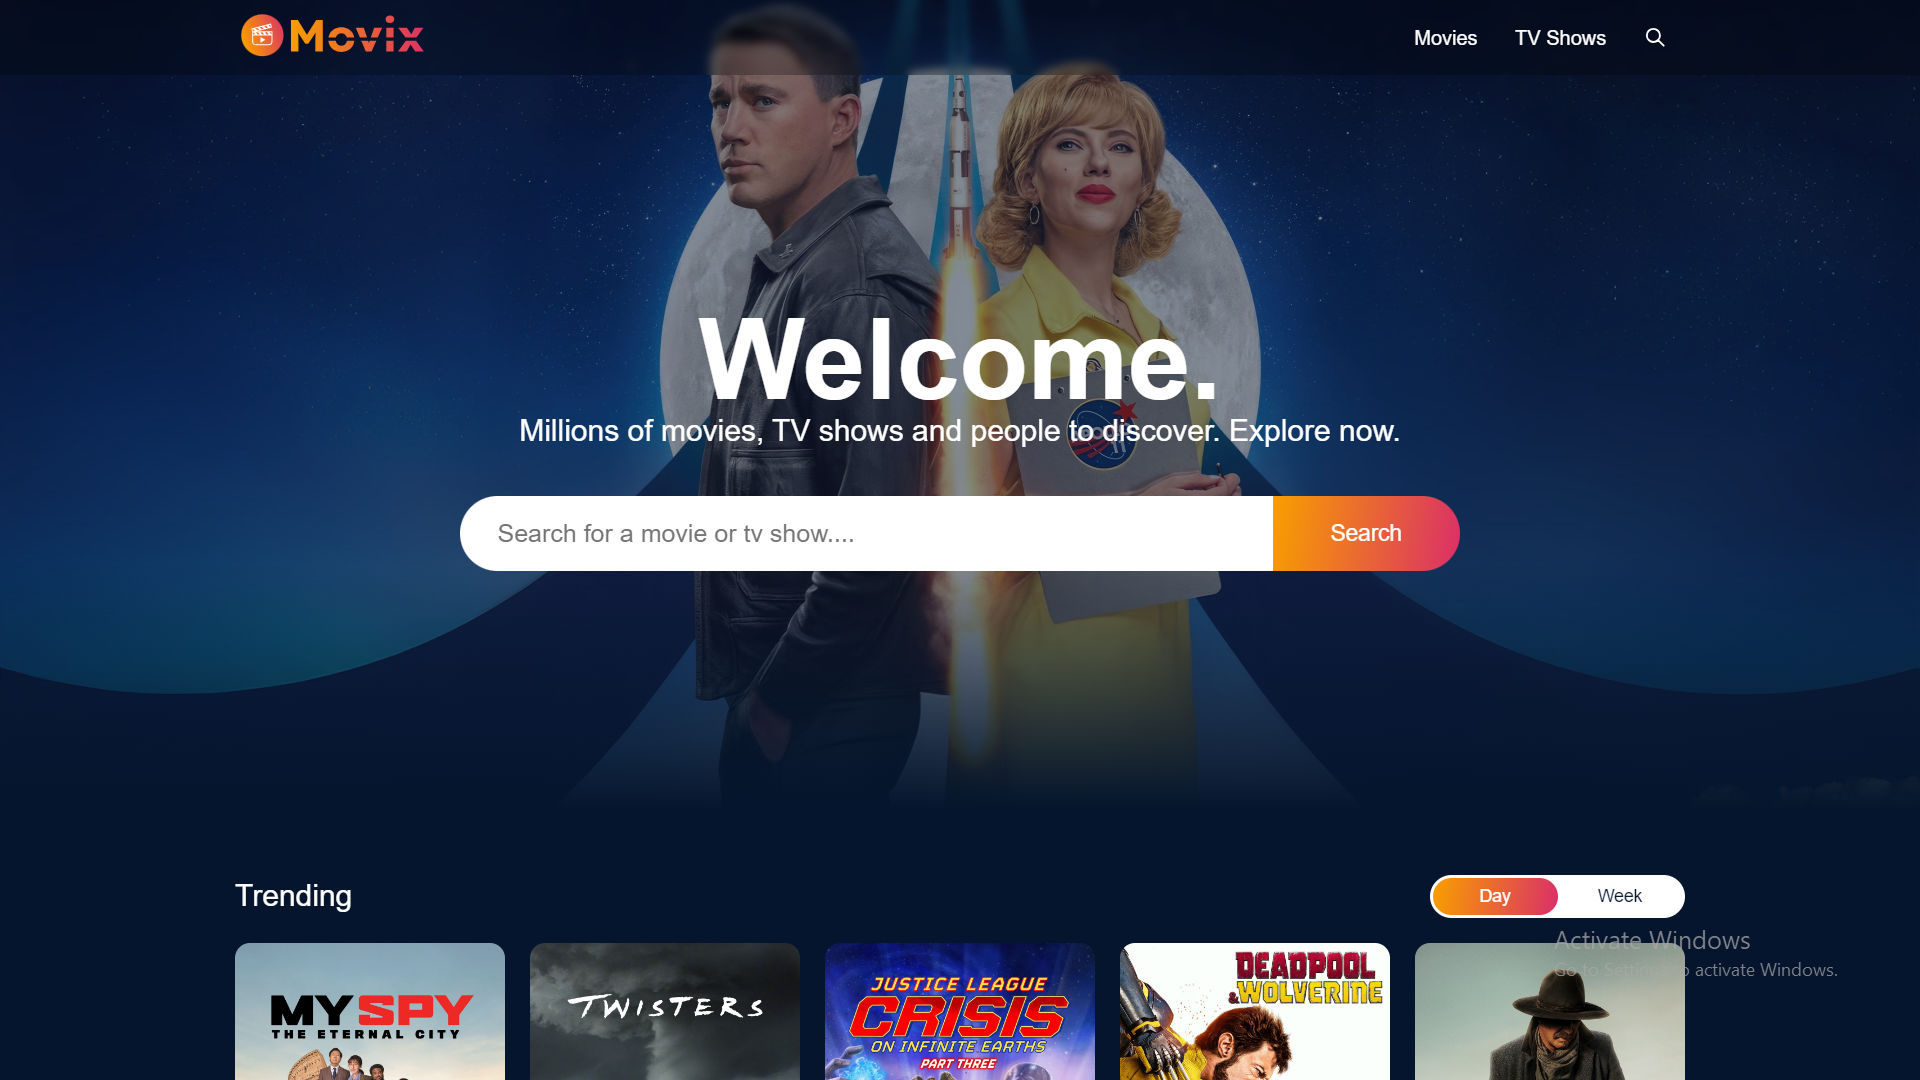 Movix
Movies
TV Shows
Welcome.
Millions of movies, TV shows and people to discover. Explore now.
Search for a movie or tv show....
Search
Trending
Day
Week
Activate Windows
Go to Settings to activate Windows.
MY SPY
THE ETERNAL CITY
TWISTERS
JUSTICE LEAGUE
CRISIS
ON INFINITE EARTHS
PART THREE
DEADPOOL
& WOLVERINE